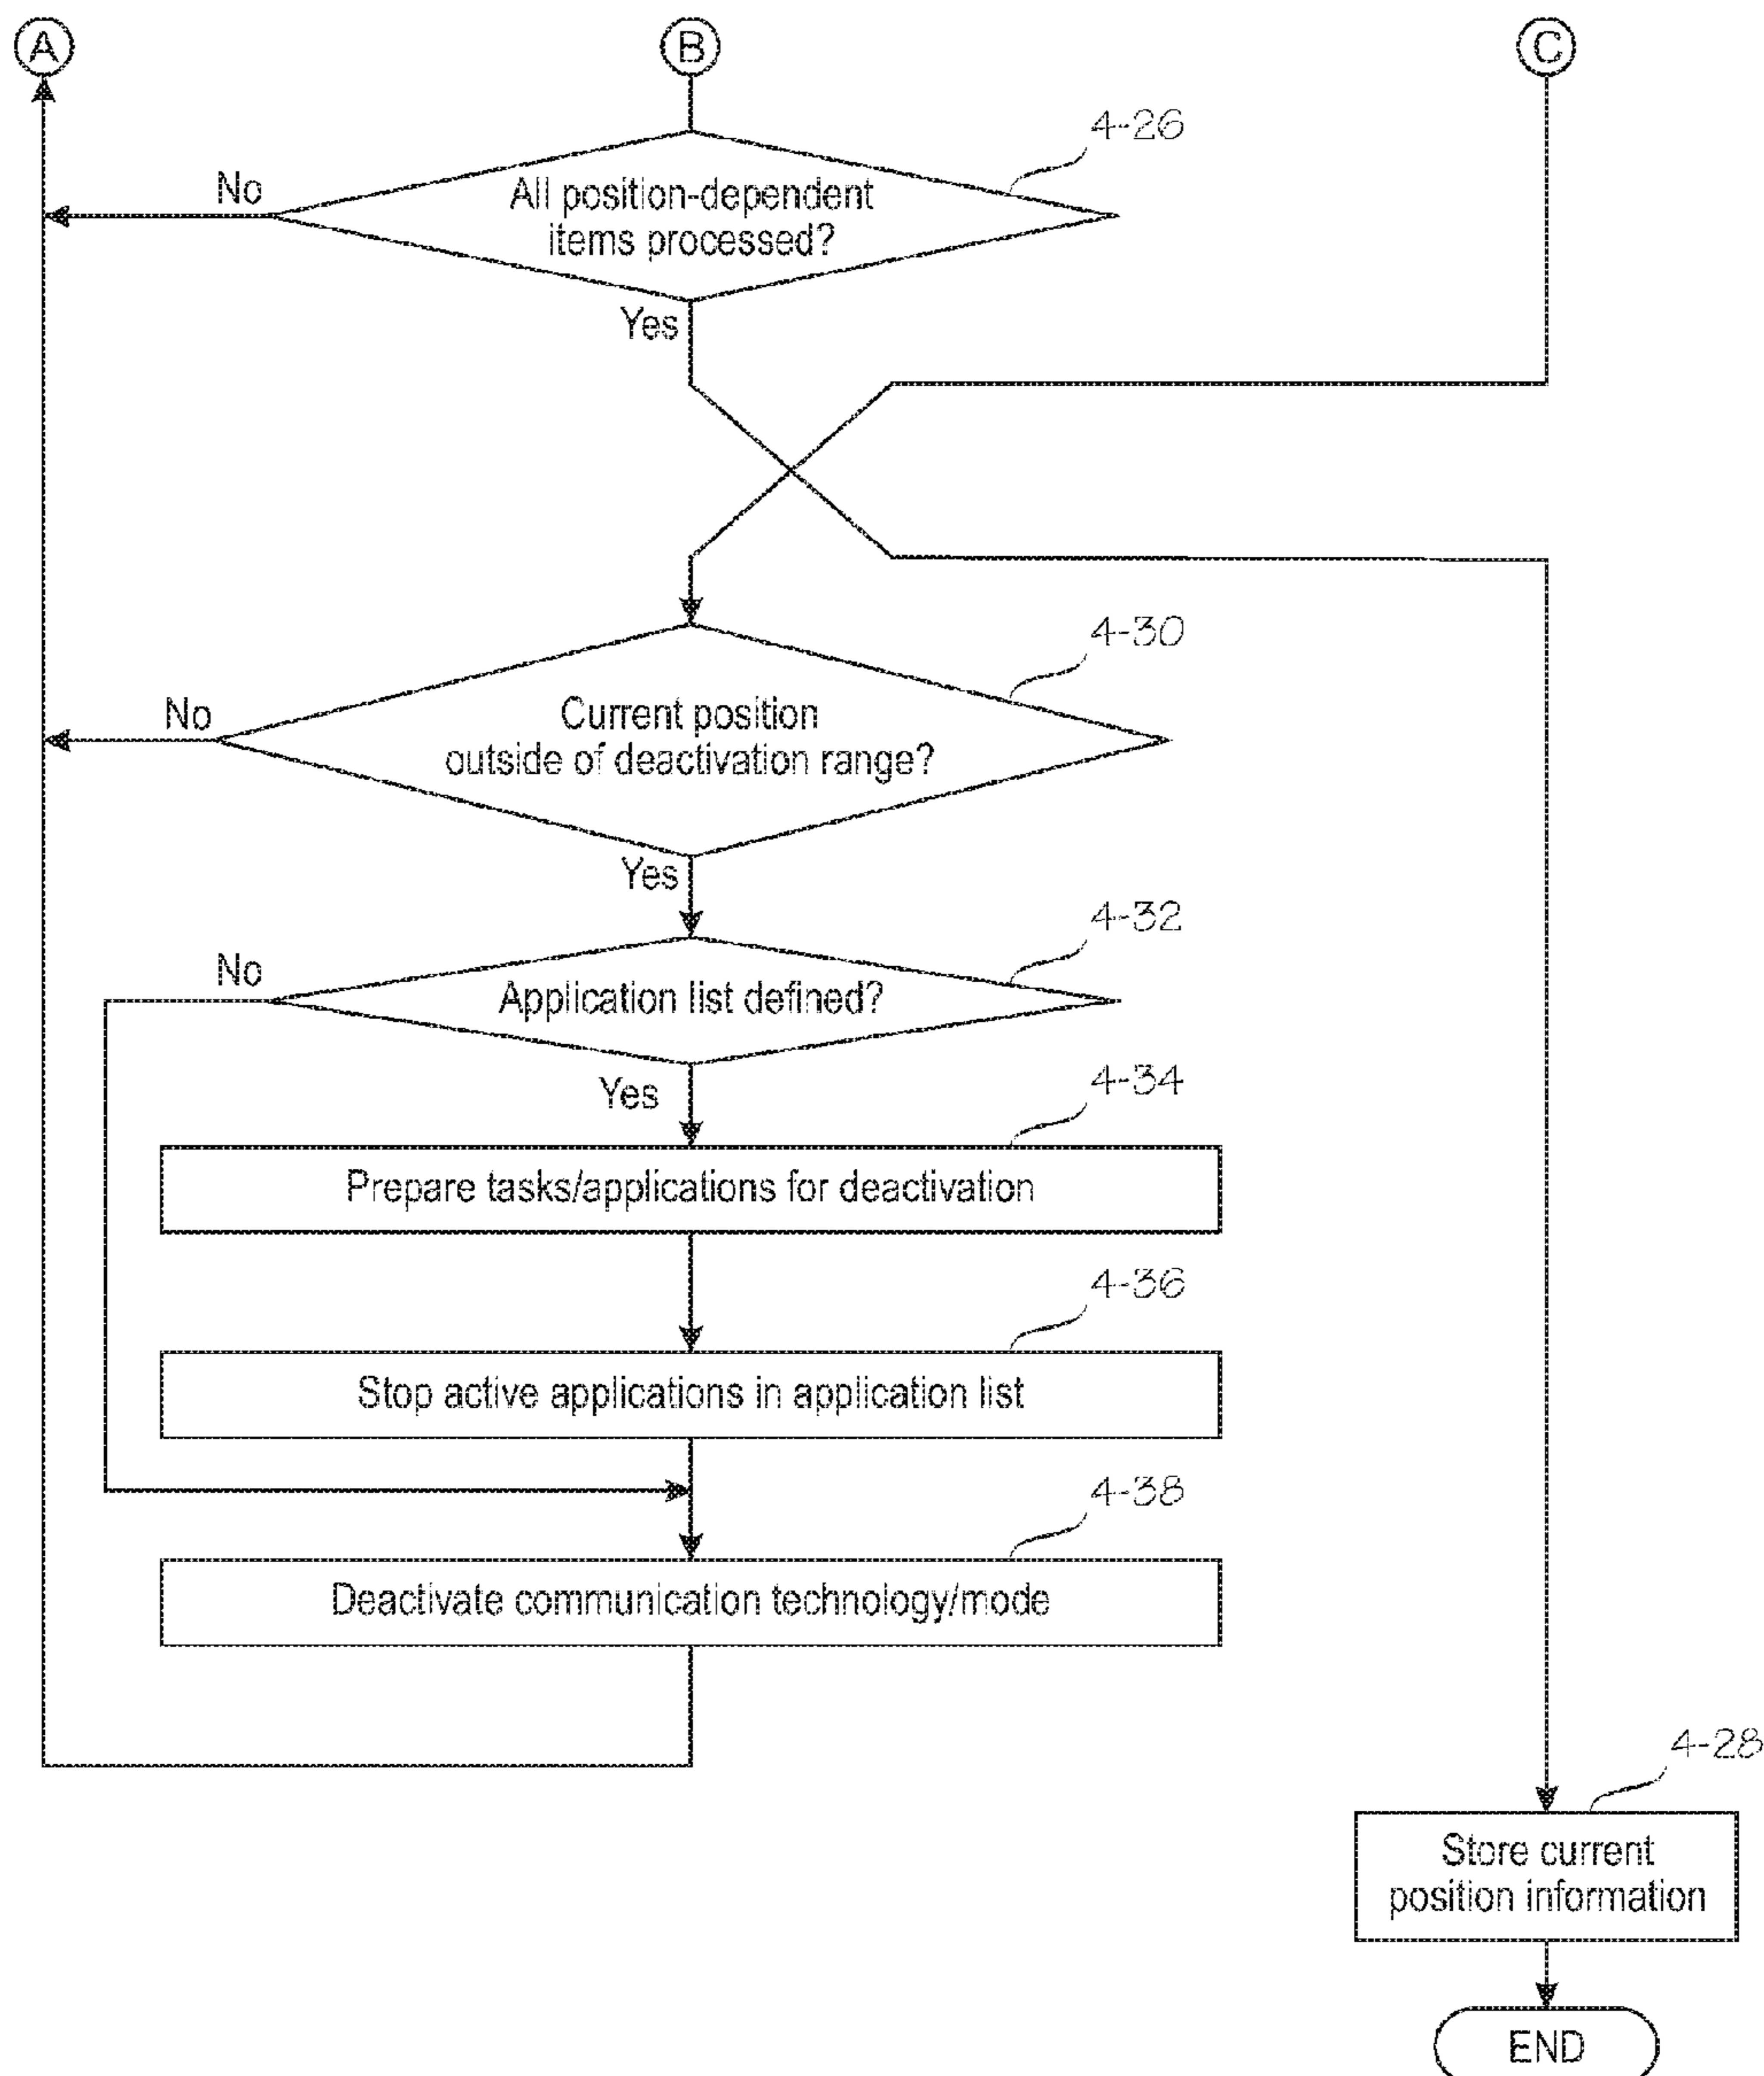 A
B
C
4-26
No
All position-dependent
items processed?
Yes
4-30
No
Current position
outside of deactivation range?
Yes
4-32
No
Application list defined?
Yes
4-34
Prepare tasks/applications for deactivation
4-36
Stop active applications in application list
4-38
Deactivate communication technology/mode
4-28
Store current
position information
END